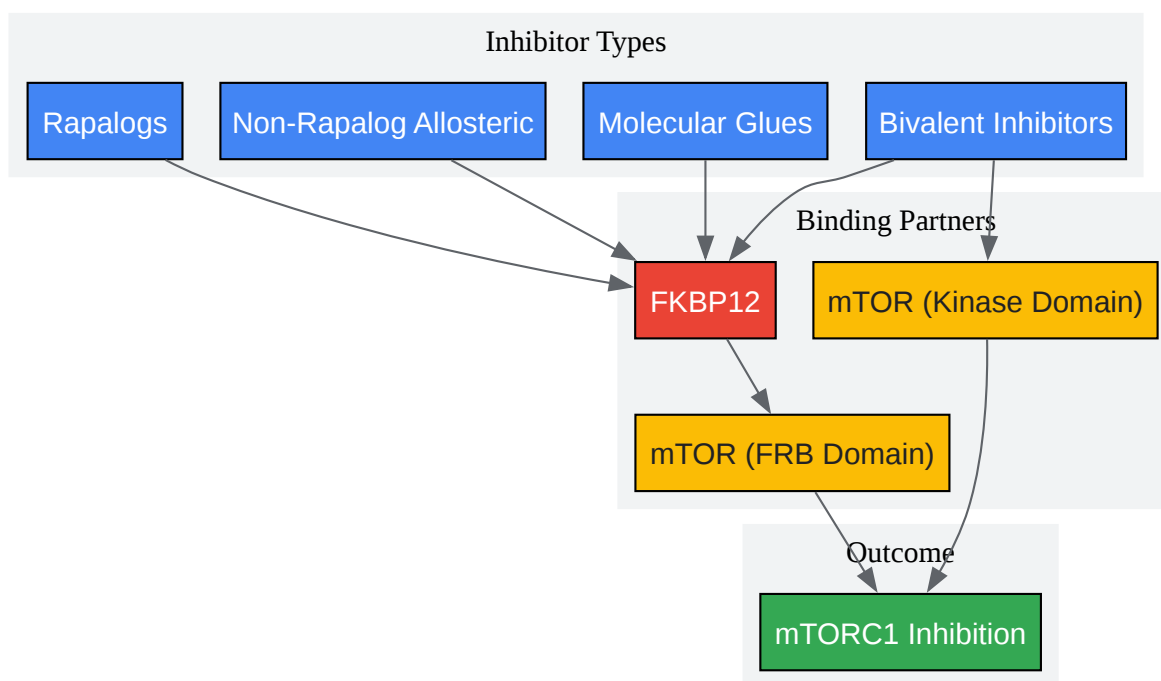 Inhibitor Types
Rapalogs
Non-Rapalog Allosteric
Molecular Glues
Bivalent Inhibitors
Binding Partners
FKBP12
mTOR (Kinase Domain)
mTOR (FRB Domain)
Outcome
mTORC1 Inhibition